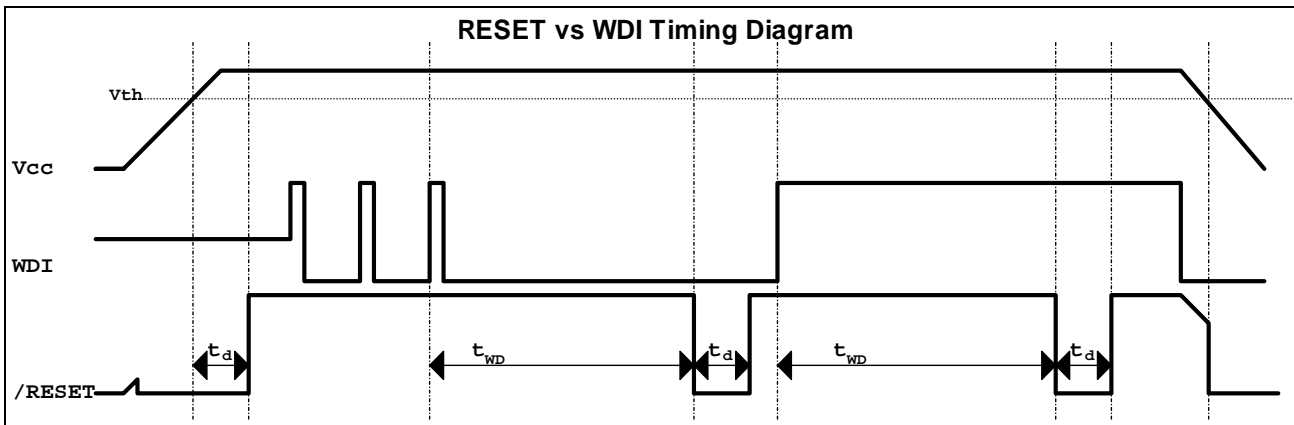 RESET vs WDI Timing Diagram
Vth
Vcc
WDI
td tWD td tWD td
/RESET